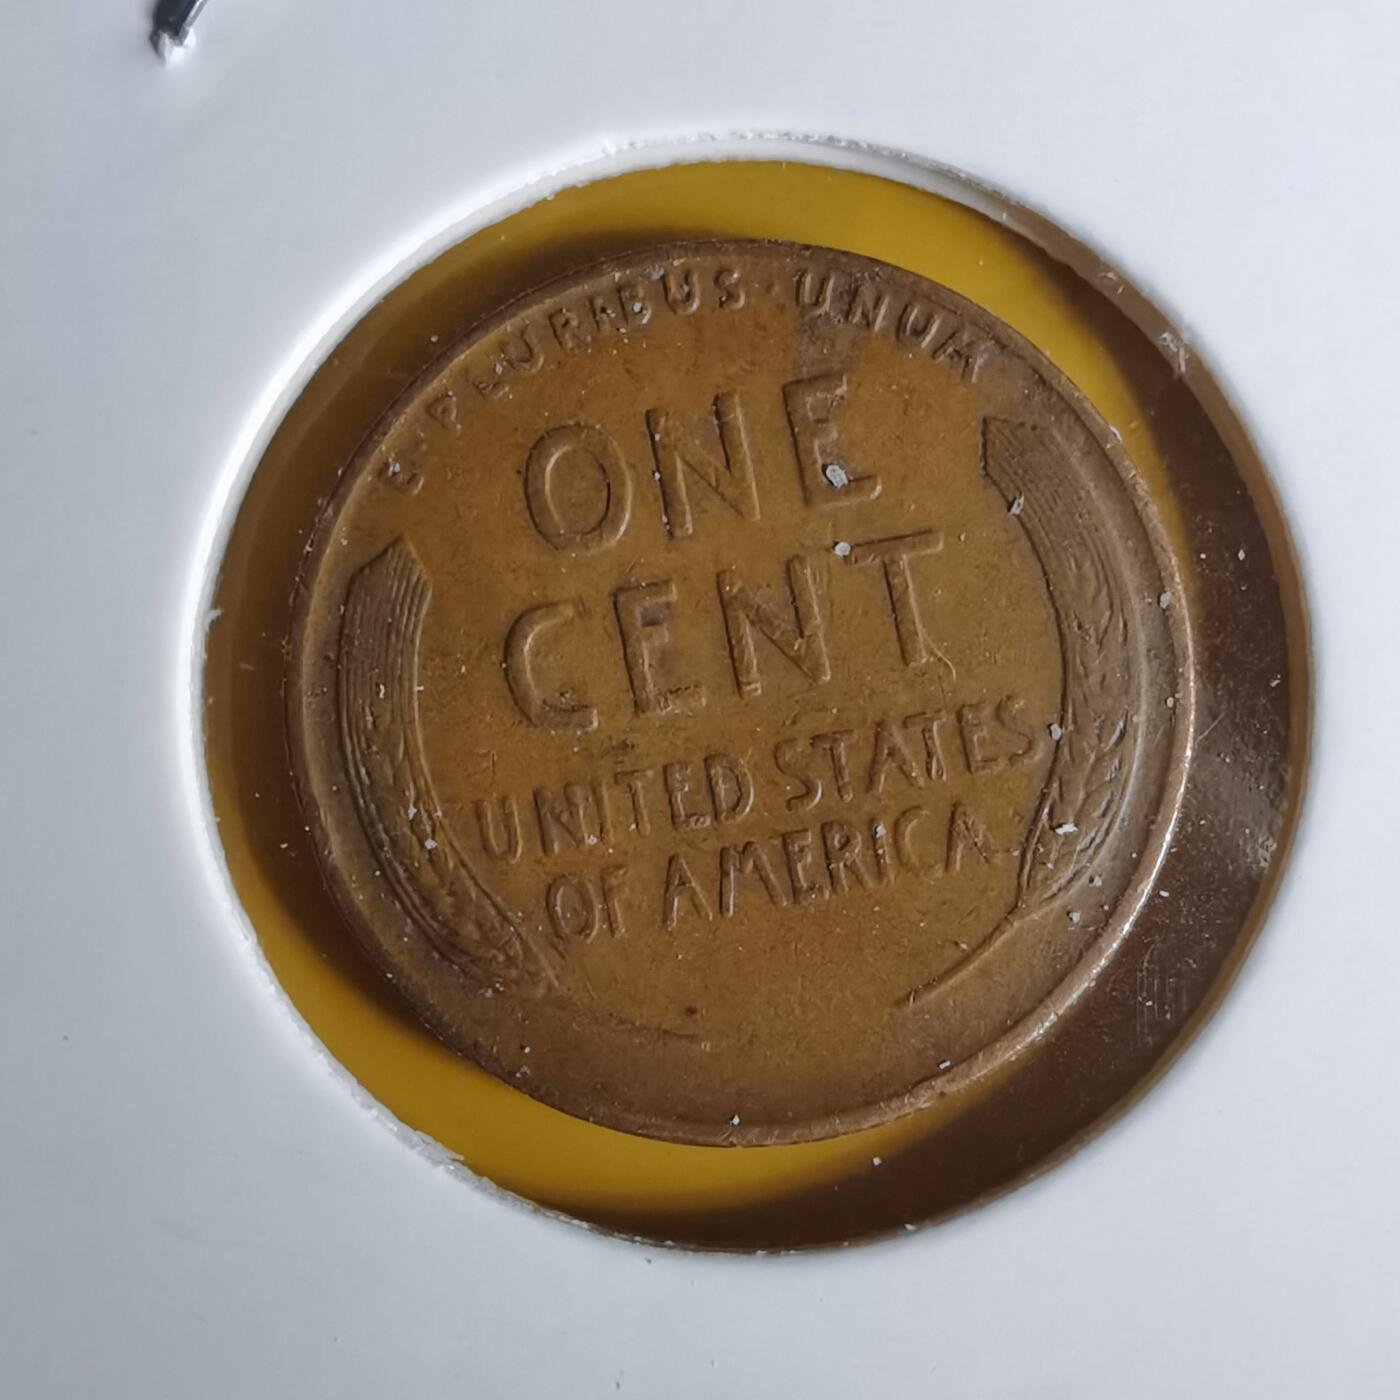 E · PLURIBUS · UNUM
ONE
CENT
UNITED STATES
OF AMERICA